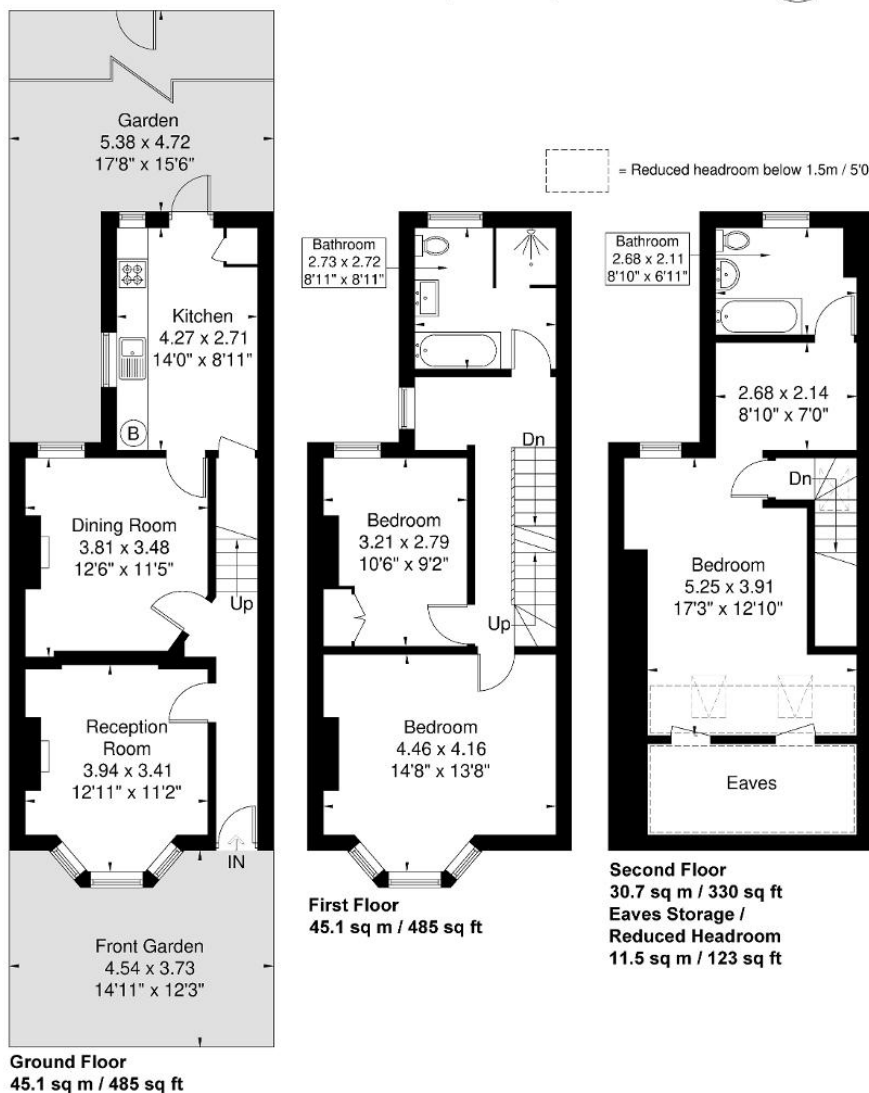 Garden
5.38 x 4.72
17'8" x 15'6"
Kitchen
4.27 x 2.71
14'0" x 8'11"
B
Dining Room
3.81 x 3.48
12'6" x 11'5"
Up
Reception
Room
3.94 x 3.41
12'11" x 11'2"
IN
Front Garden
4.54 x 3.73
14'11" x 12'3"
Ground Floor
45.1 sq m / 485 sq ft
Bathroom
2.73 x 2.72
8'11" x 8'11"
Dn
Bedroom
3.21 x 2.79
10'6" x 9'2"
Up
Bedroom
4.46 x 4.16
14'8" x 13'8"
First Floor
45.1 sq m / 485 sq ft
= Reduced headroom below 1.5m / 5'0
Bathroom
2.68 x 2.11
8'10" x 6'11"
2.68 x 2.14
8'10" x 7'0"
Dn
Bedroom
5.25 x 3.91
17'3" x 12'10"
Eaves
Second Floor
30.7 sq m / 330 sq ft
Eaves Storage /
Reduced Headroom
11.5 sq m / 123 sq ft